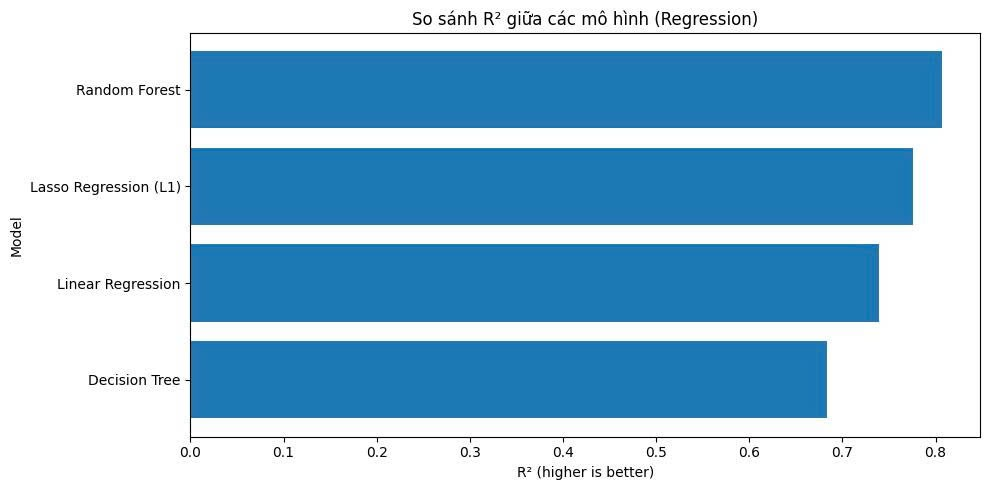 So sánh R² giữa các mô hình (Regression)
Model
Random Forest
Lasso Regression (L1)
Linear Regression
Decision Tree
0.0 0.1 0.2 0.3 0.4 0.5 0.6 0.7 0.8
R² (higher is better)